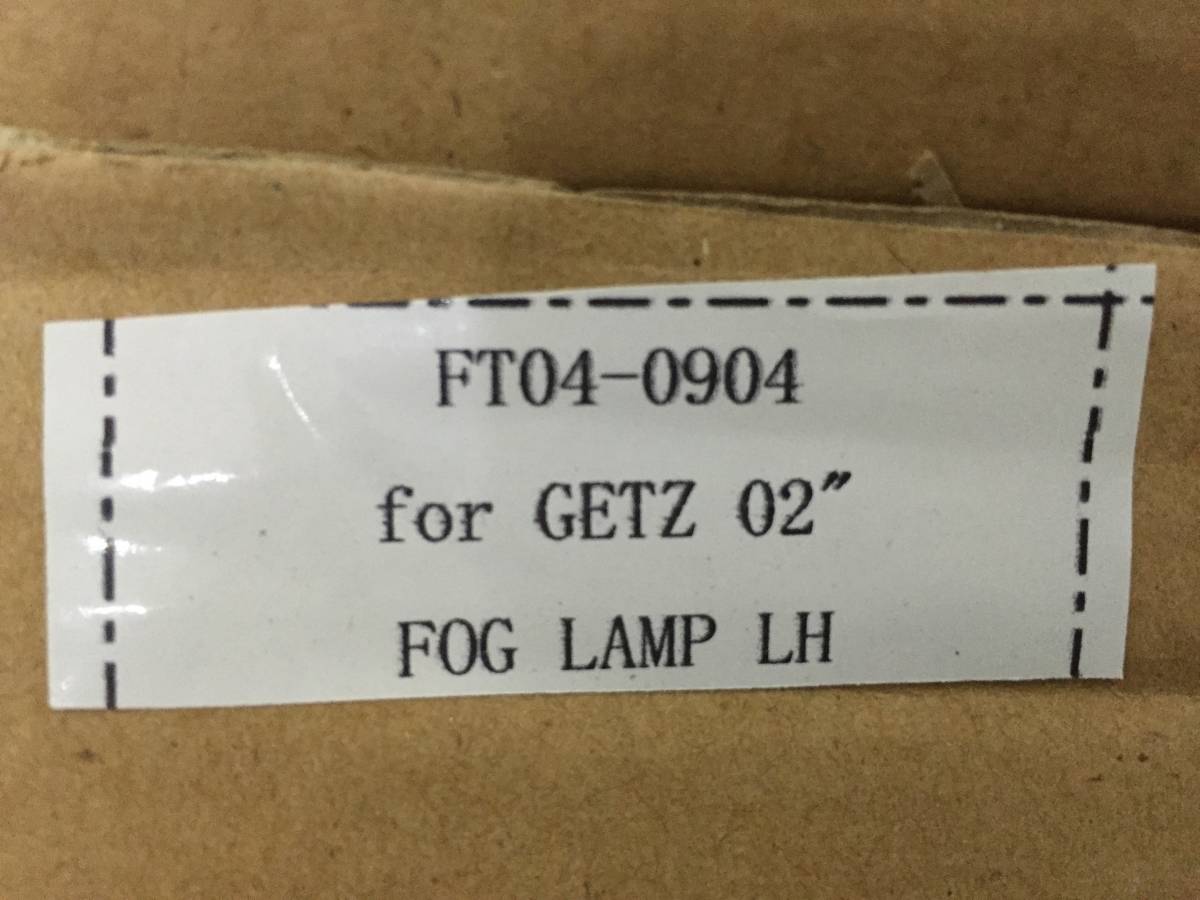 FT04-0904
for GETZ 02″
FOG LAMP LH